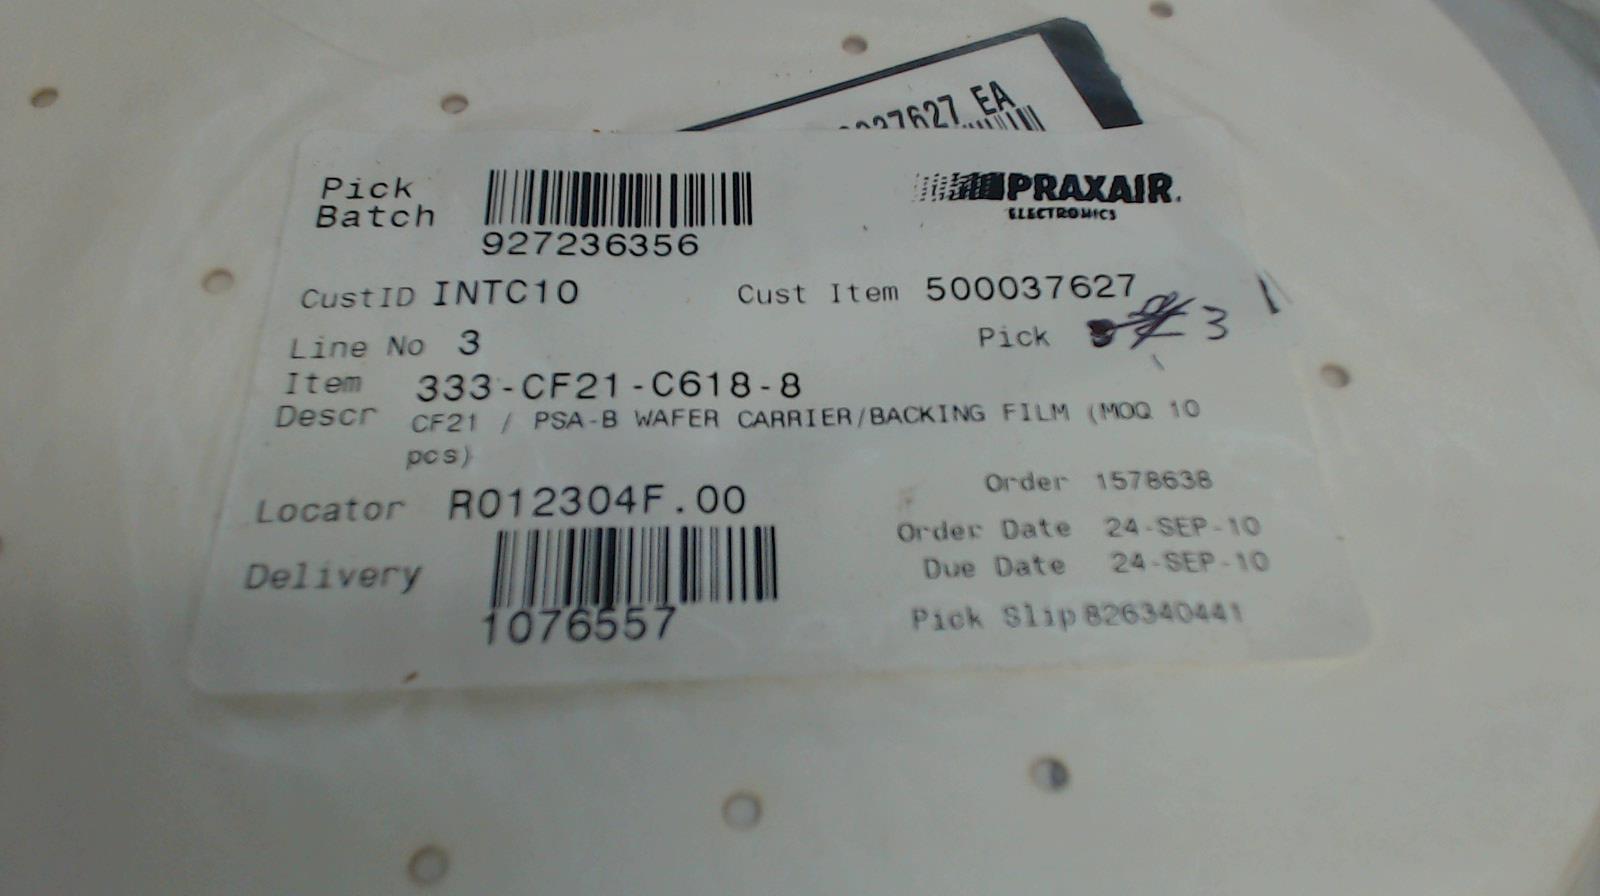 37627 EA
Pick Batch
927236356
PRAXAIR.
ELECTRONICS
CustID INTC10
Cust Item 500037627
Line No 3
Pick 3
Item 333-CF21-C618-8
Descr CF21 / PSA-B WAFER CARRIER/BACKING FILM (MOQ 10
pcs)
Locator R012304F.00
Order 1578638
Order Date 24-SEP-10
Delivery
Due Date 24-SEP-10
1076557
Pick Slip 826340441